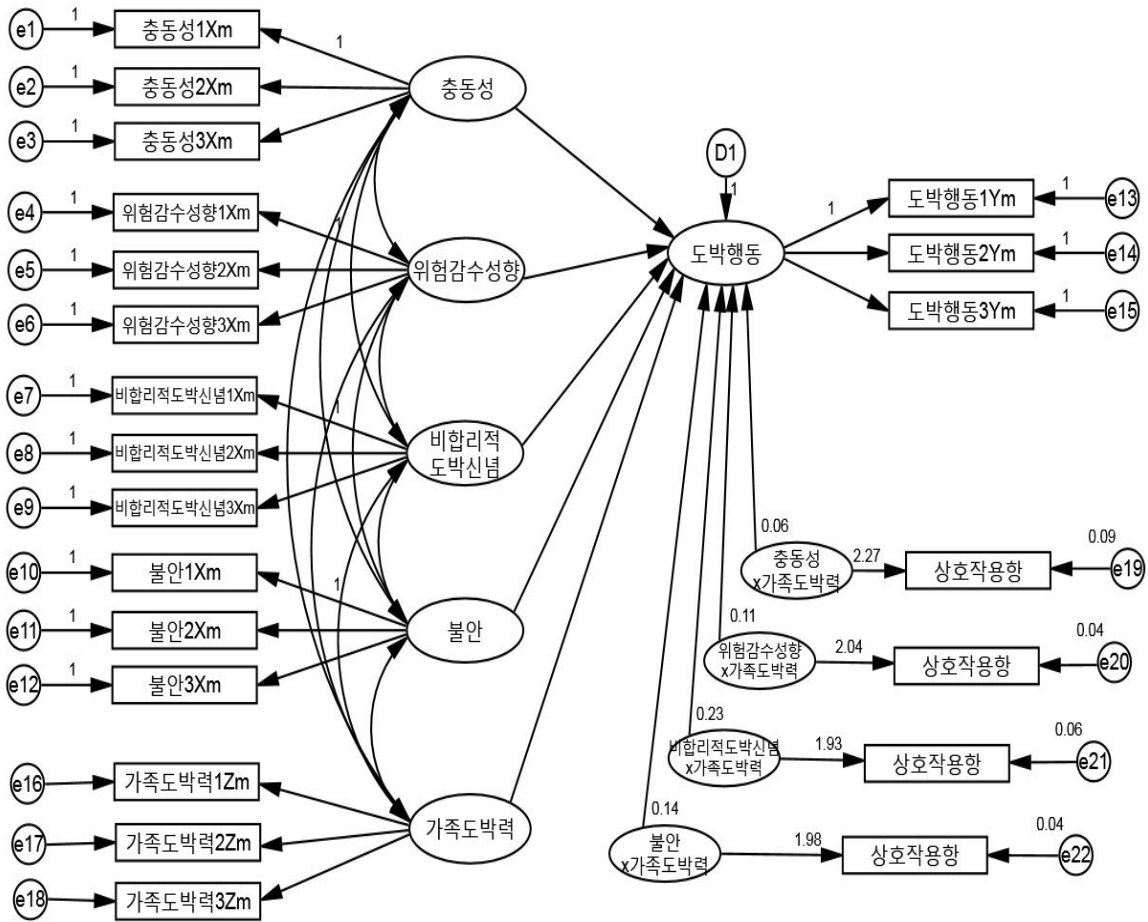 e1
1
충동성1Xm
1
e2
1
충동성2Xm
충동성
e3
1
충동성3Xm
e4
1
위험감수성향1Xm
1
e5
1
위험감수성향2Xm
위험감수성향
e6
1
위험감수성향3Xm
e7
1
비합리적도박신념1Xm
1
e8
1
비합리적도박신념2Xm
비합리적
도박신념
e9
1
비합리적도박신념3Xm
e10
1
불안1Xm
1
e11
1
불안2Xm
불안
e12
1
불안3Xm
e16
가족도박력1Zm
e17
가족도박력2Zm
가족도박력
e18
가족도박력3Zm
D1
1
도박행동
1
도박행동1Ym
1
e13
도박행동2Ym
1
e14
도박행동3Ym
1
e15
0.06
충동성
x가족도박력
2.27
상호작용항
0.09
e19
0.11
위험감수성향
x가족도박력
2.04
상호작용항
0.04
e20
0.23
비합리적도박신념
x가족도박력
1.93
상호작용항
0.06
e21
0.14
불안
x가족도박력
1.98
상호작용항
0.04
e22